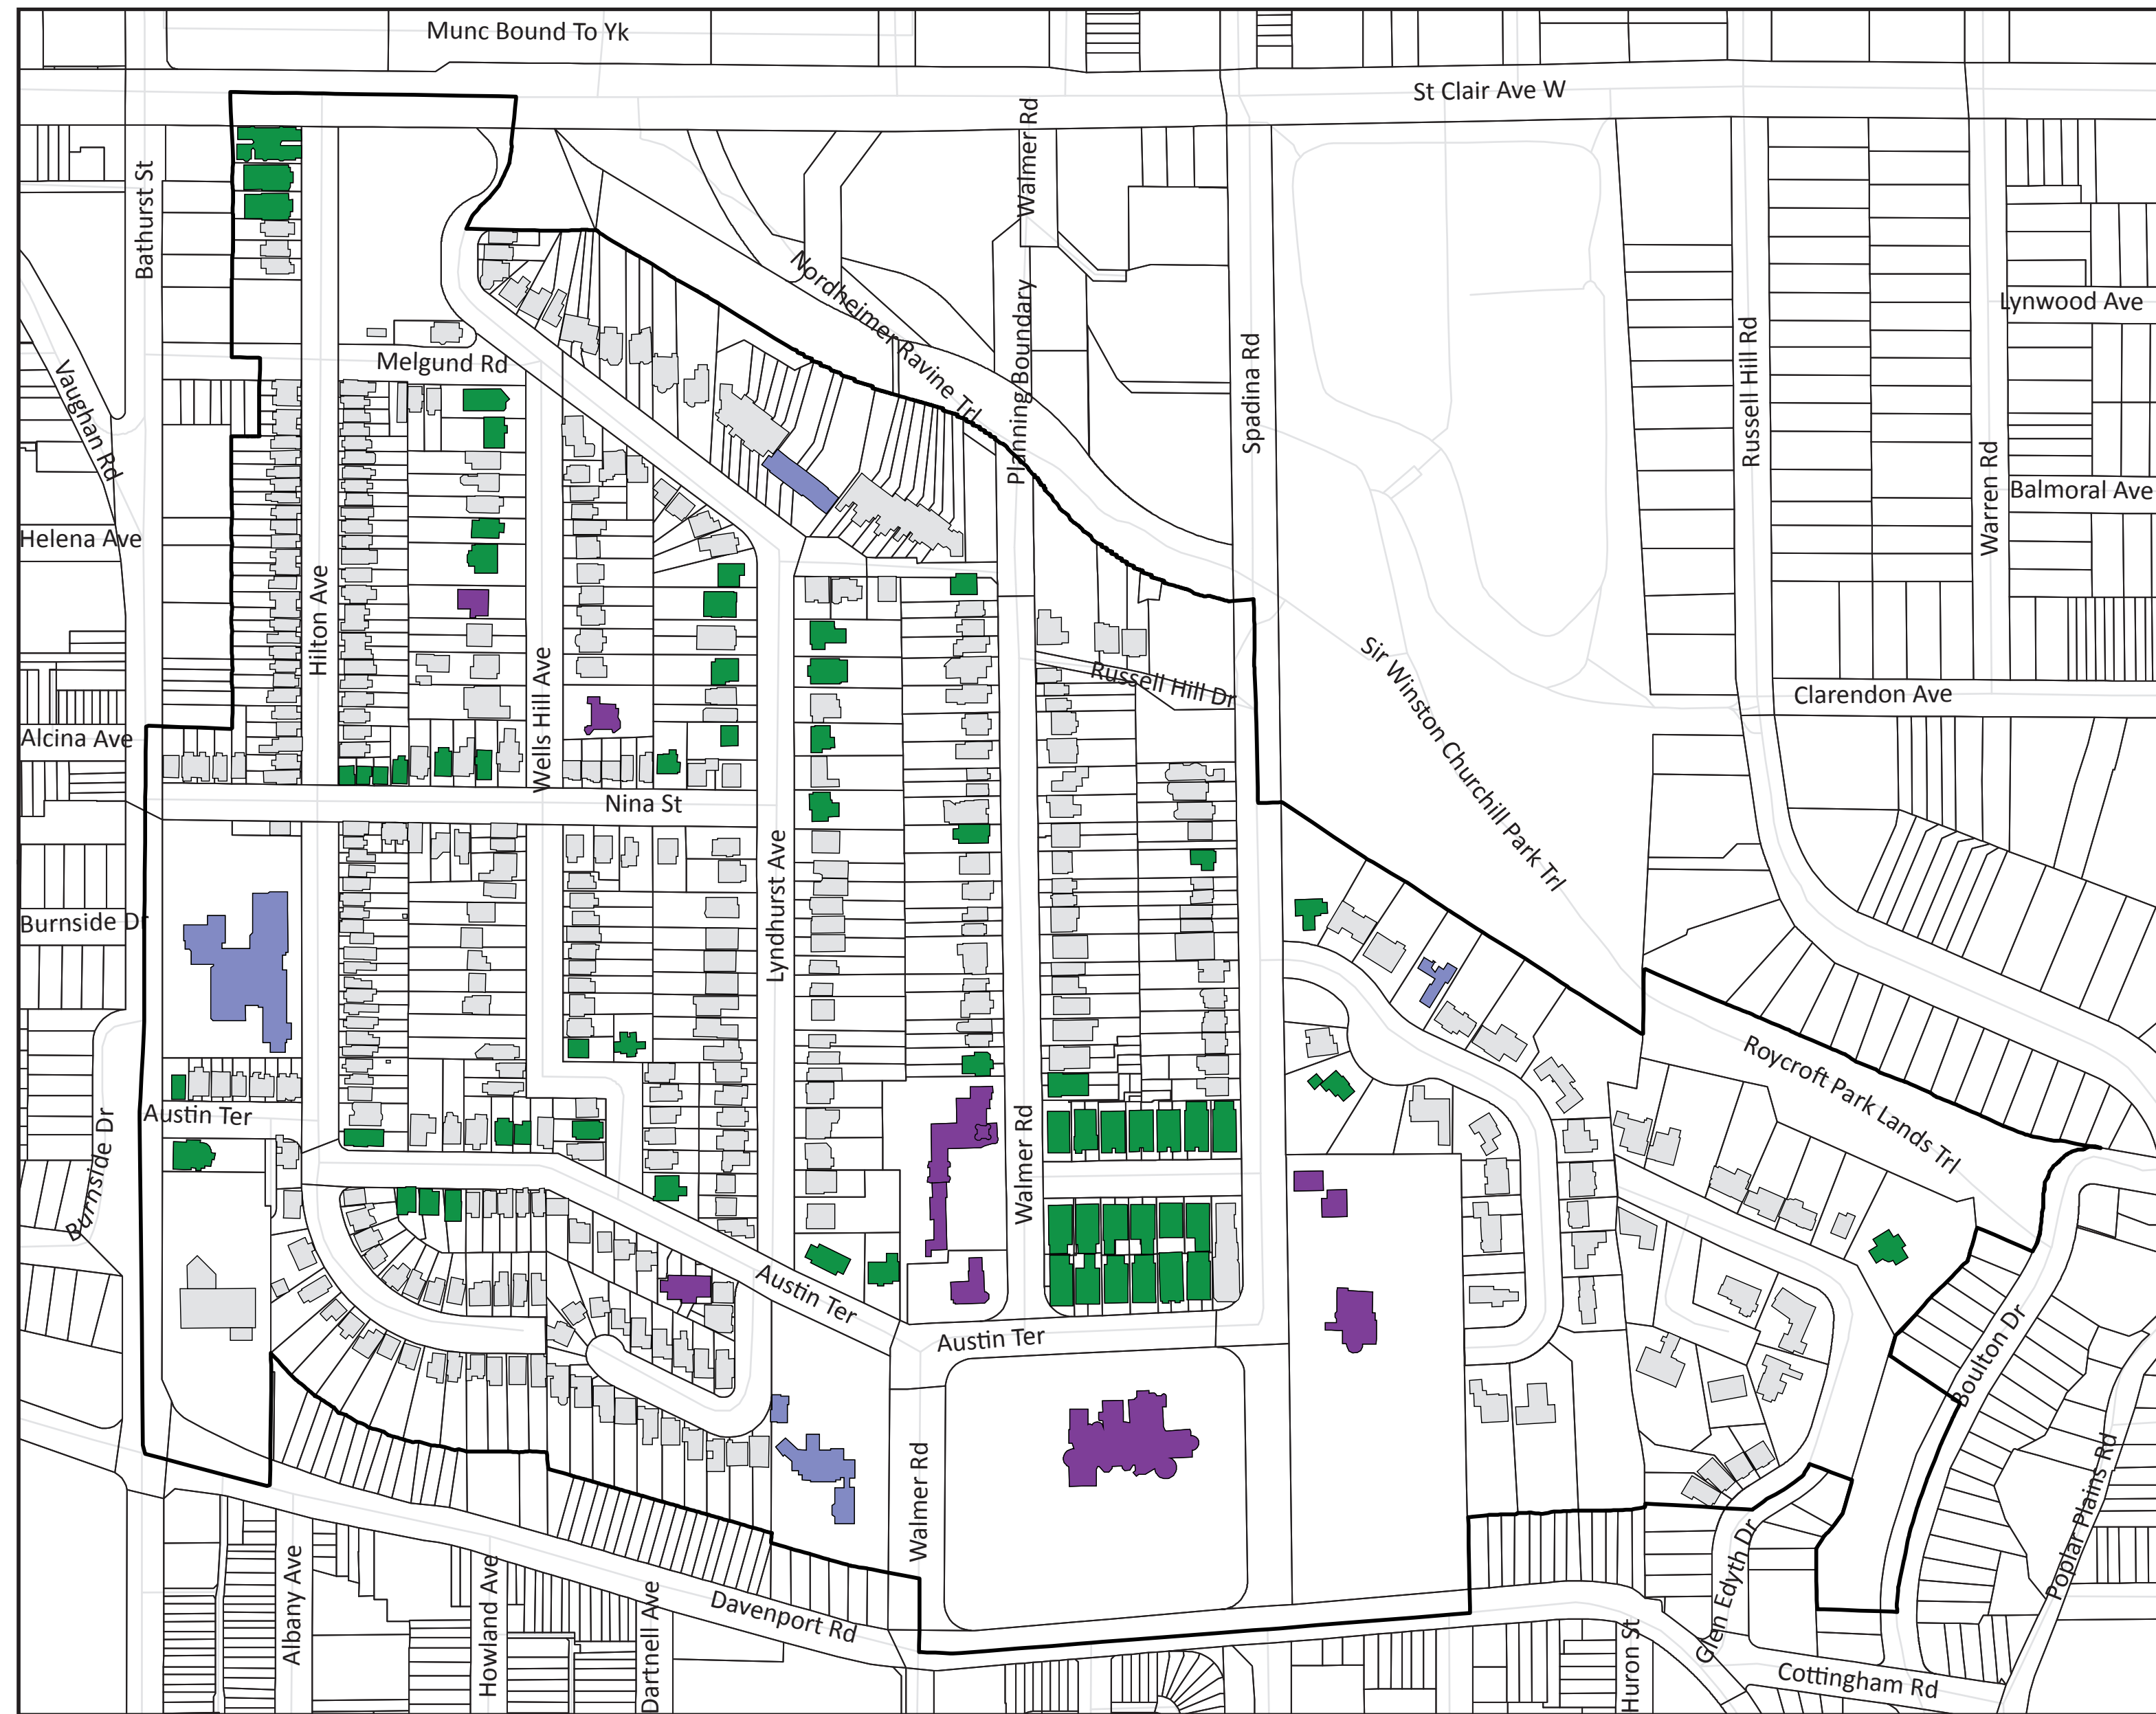 Munc Bound To Yk
St Clair Ave W
Walmer Rd
Bathurst St
Nordheimer Ravine Trl
Planning Boundary
Spadina Rd
Russell Hill Rd
Lynwood Ave
Melgund Rd
Vaughan Rd
Warren Rd
Balmoral Ave
Helena Ave
Hilton Ave
Wells Hill Ave
Russell Hill Dr
Sir Winston Churchill Park Trl
Clarendon Ave
Alcina Ave
Nina St
Lyndhurst Ave
Burnside Dr
Austin Ter
Burnside Dr
Walmer Rd
Roycroft Park Lands Trl
Austin Ter
Austin Ter
Boulton Dr
Walmer Rd
Poplar Plains Rd
Albany Ave
Howland Ave
Dartnell Ave
Davenport Rd
Glen Edyth Dr
Huron St
Cottingham Rd